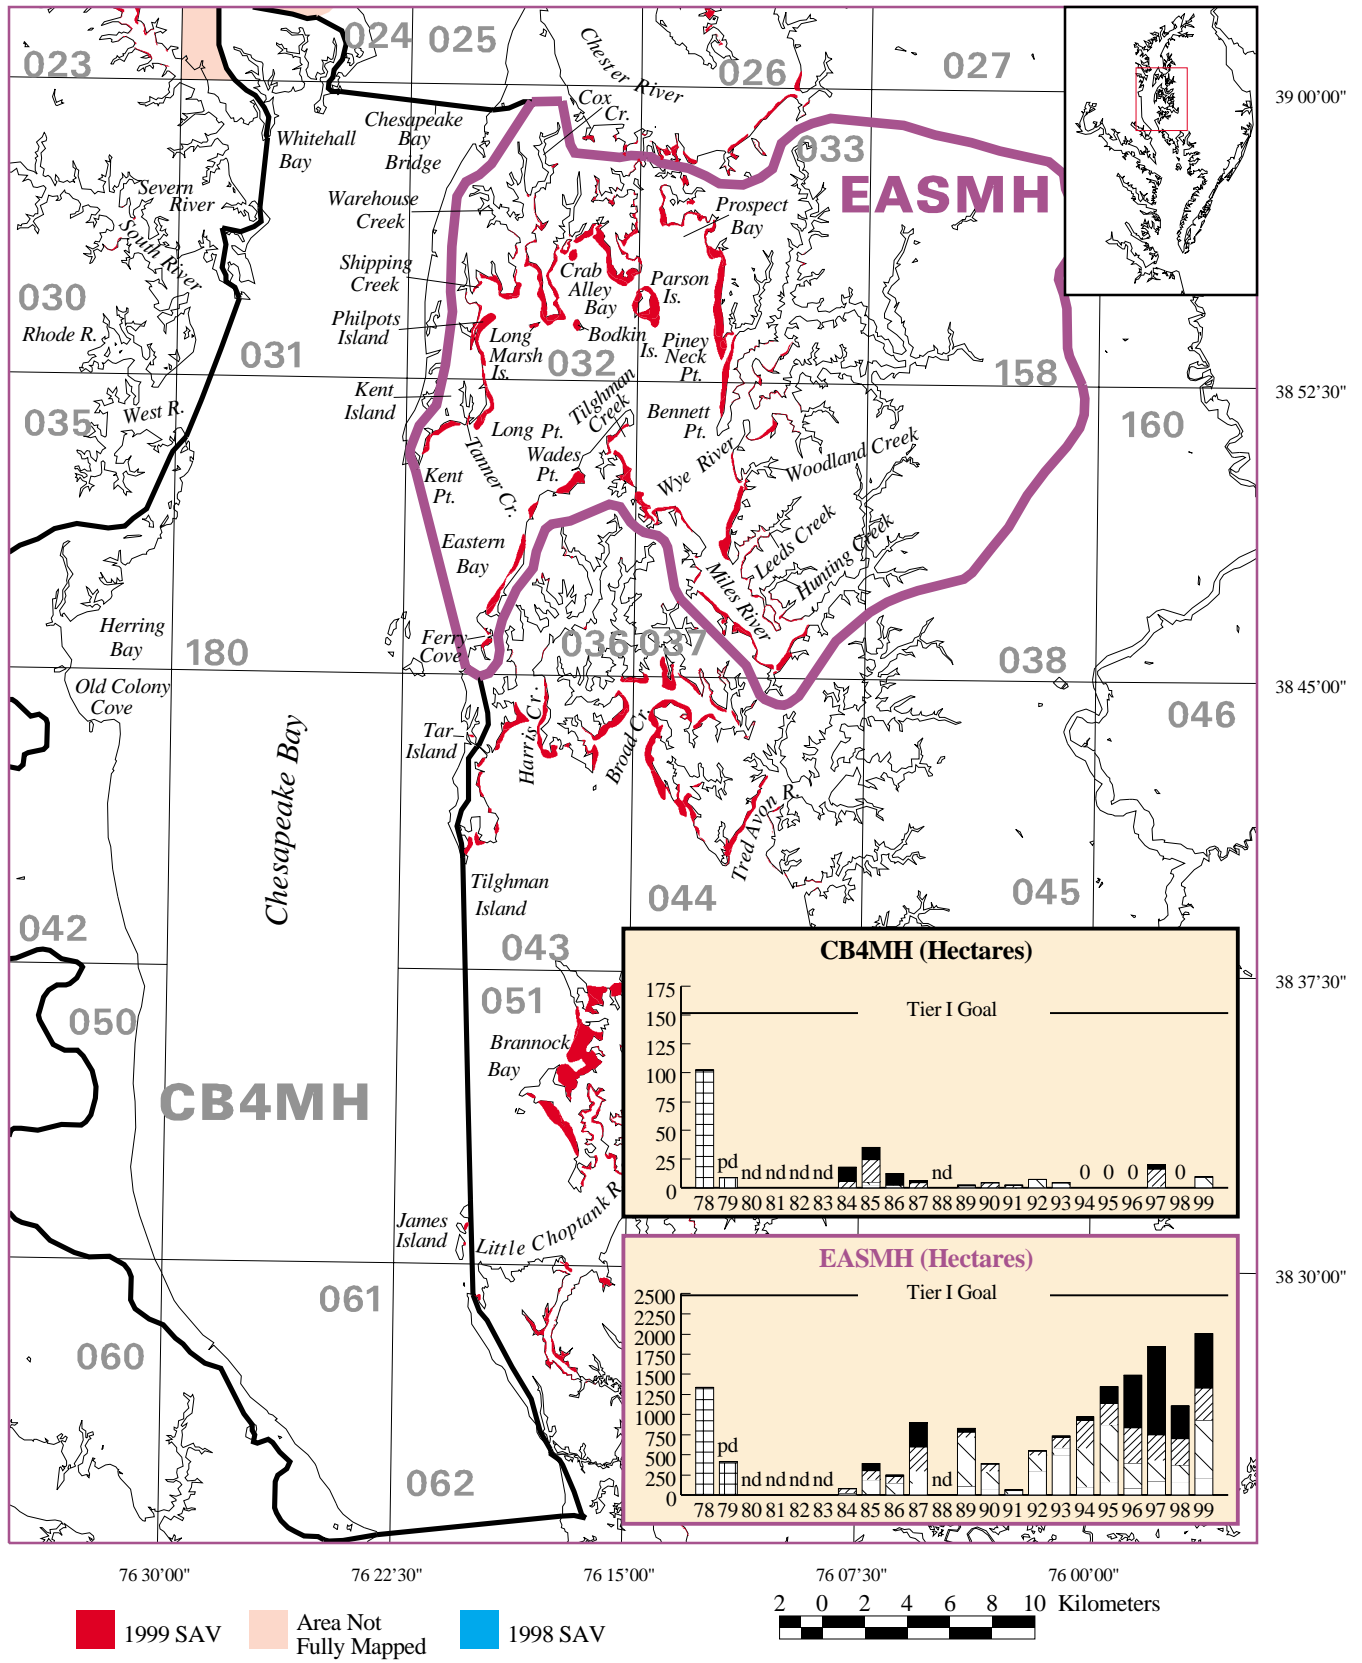 023
024
025
026
027
39 00'00"
Chester River
Cox
Cr.
Chesapeake
Bay
Bridge
Whitehall
Bay
033
EASMH
Severn
River
South River
Warehouse
Creek
Prospect
Bay
Shipping
Creek
Crab
Alley
Bay
Parson
Is.
030
Rhode R.
Philpots
Island
Long
Marsh
Is.
Bodkin
Is.
Piney
Neck
Pt.
031
032
158
38 52'30"
Kent
Island
Tilghman
Creek
Bennett
Pt.
160
035
West R.
Long Pt.
Wades
Pt.
Tanner Cr.
Kent
Pt.
Wye River
Woodland Creek
Leeds Creek
Hunting Creek
Eastern
Bay
Miles River
Herring
Bay
Ferry
Cove
036
037
180
038
38 45'00"
Old Colony
Cove
046
Tar
Island
Harris Cr.
Broad Cr.
Chesapeake Bay
Tred Avon R.
Tilghman
Island
044
045
042
043
CB4MH (Hectares)
38 37'30"
051
050
Brannock
Bay
CB4MH
Tier I Goal
175
150
125
100
75
50
25
0
pd
nd nd nd nd
nd
0 0 0
0
78 79 80 81 82 83 84 85 86 87 88 89 90 91 92 93 94 95 96 97 98 99
James
Island
Little Choptank R.
EASMH (Hectares)
38 30'00"
Tier I Goal
061
060
062
2500
2250
2000
1750
1500
1250
1000
750
500
250
0
pd
nd nd nd nd
nd
78 79 80 81 82 83 84 85 86 87 88 89 90 91 92 93 94 95 96 97 98 99
76 30'00"
76 22'30"
76 15'00"
76 07'30"
76 00'00"
1999 SAV
Area Not
Fully Mapped
1998 SAV
2 0 2 4 6 8 10 Kilometers